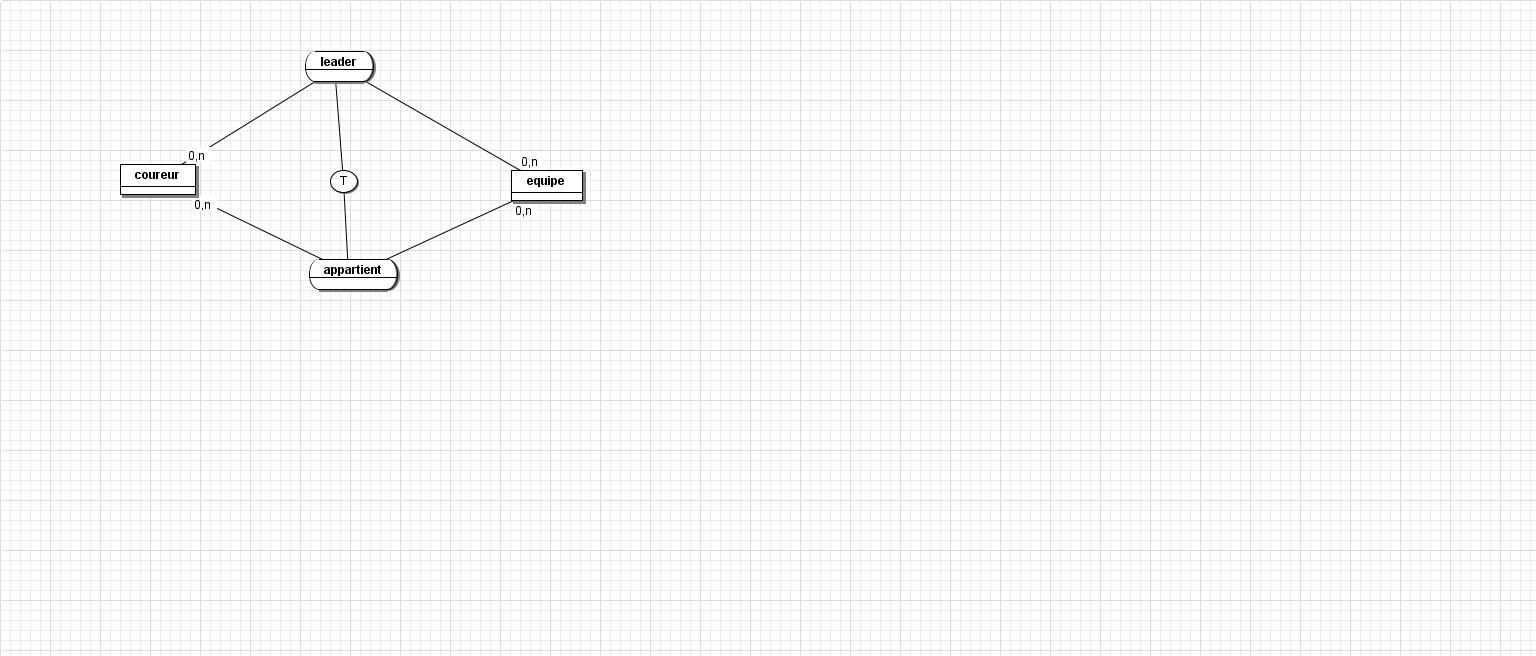 leader
0,n
0,n
coureur
T
equipe
0,n
0,n
appartient